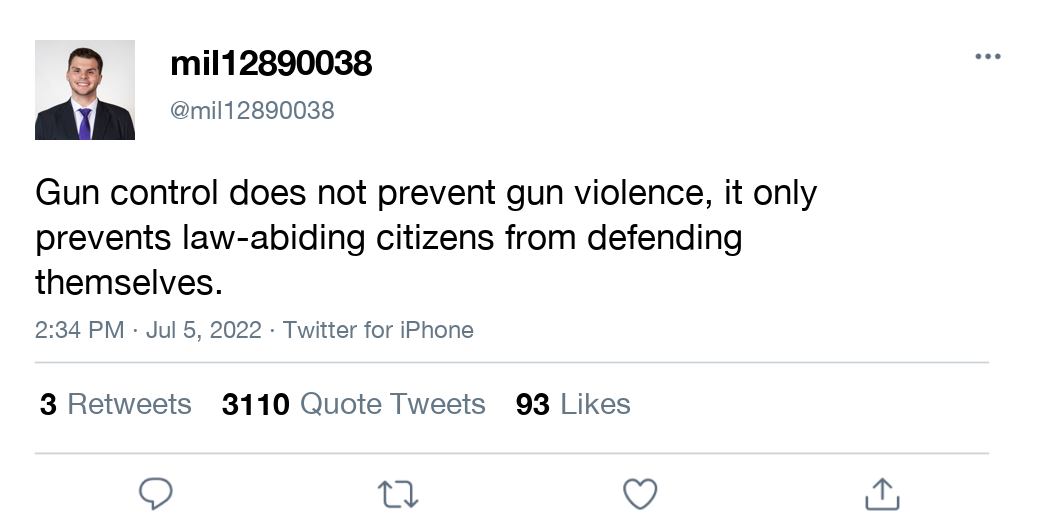 mil12890038
@mil12890038
Gun control does not prevent gun violence, it only
prevents law-abiding citizens from defending
themselves.
2:34 PM · Jul 5, 2022 · Twitter for iPhone
3 Retweets 3110 Quote Tweets 93 Likes